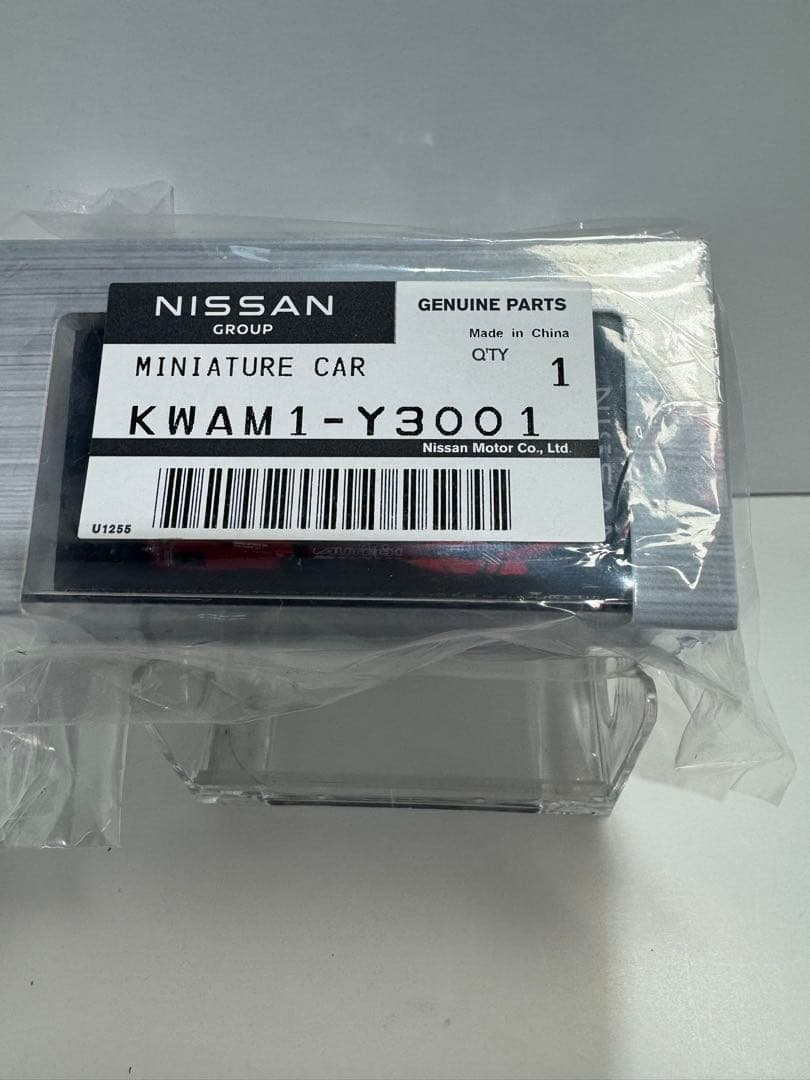 NISSAN
GROUP
GENUINE PARTS
Made in China
MINIATURE CAR
Q'TY
1
KWAM1-Y3001
Nissan Motor Co., Ltd.
U1255